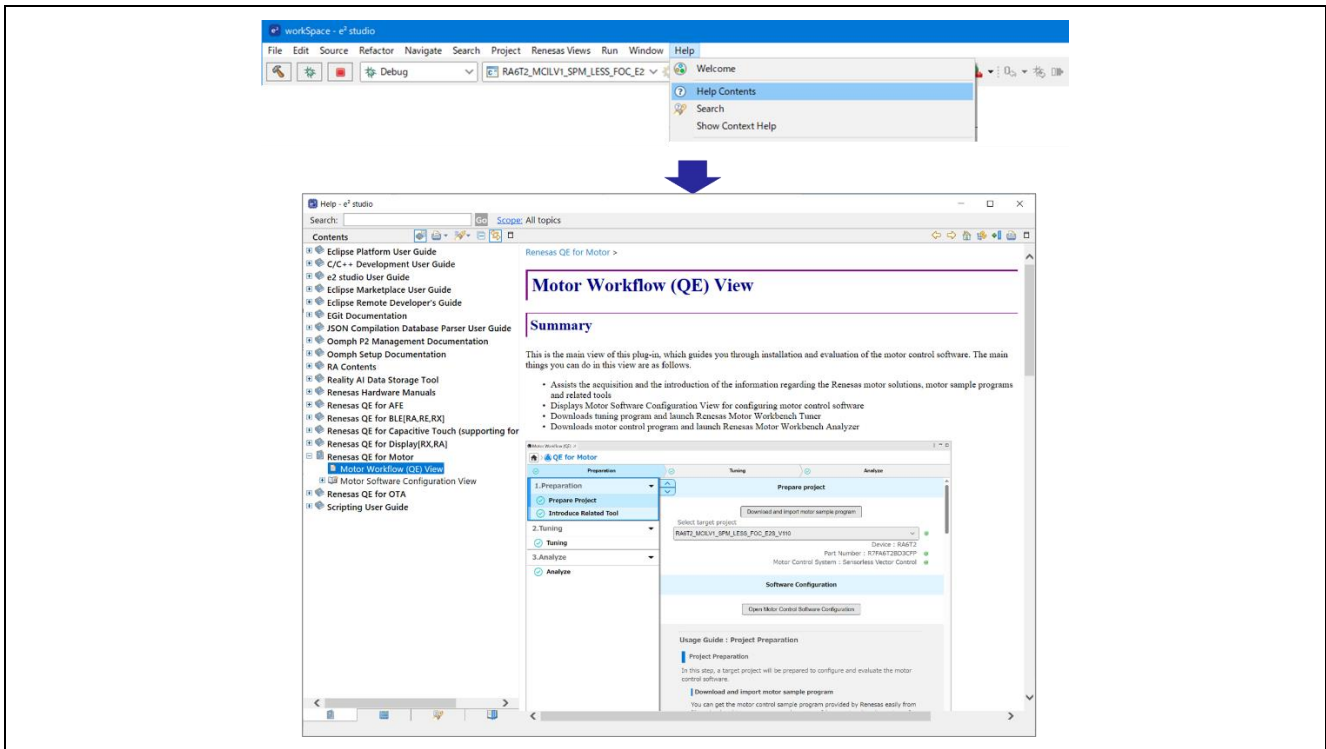 workSpace - e² studio
File Edit Source Refactor Navigate Search Project Renesas Views Run Window Help
Debug
RA6T2_MCILV1_SPM_LESS_FOC_E2
Welcome
Help Contents
Search
Show Context Help
Help - e² studio
Search: Go Scope: All topics
Contents
Eclipse Platform User Guide
C/C++ Development User Guide
e2 studio User Guide
Eclipse Marketplace User Guide
Eclipse Remote Developer's Guide
EGit Documentation
JSON Compilation Database Parser User Guide
Oomph P2 Management Documentation
Oomph Setup Documentation
RA Contents
Reality AI Data Storage Tool
Renesas Hardware Manuals
Renesas QE for AFE
Renesas QE for BLE[RA,RE,RX]
Renesas QE for Capacitive Touch (supporting for
Renesas QE for Display[RX,RA]
Renesas QE for Motor
Motor Workflow (QE) View
Motor Software Configuration View
Renesas QE for OTA
Scripting User Guide
Renesas QE for Motor >
Motor Workflow (QE) View
Summary
This is the main view of this plug-in, which guides you through installation and evaluation of the motor control software. The main
things you can do in this view are as follows.
• Assists the acquisition and the introduction of the information regarding the Renesas motor solutions, motor sample programs
and related tools
• Displays Motor Software Configuration View for configuring motor control software
• Downloads tuning program and launch Renesas Motor Workbench Tuner
• Downloads motor control program and launch Renesas Motor Workbench Analyzer
Motor Workflow (QE)
QE for Motor
Preparation Tuning Analyze
1.Preparation
Prepare Project
Introduce Related Tool
2.Tuning
Tuning
3.Analyze
Analyze
Prepare project
Download and import motor sample program
Select target project
RA6T2_MCILV1_SPM_LESS_FOC_E2S_V110
Device : RA6T2
Part Number : R7FA6T2BD3CFP
Motor Control System : Sensorless Vector Control
Software Configuration
Open Motor Control Software Configuration
Usage Guide : Project Preparation
Project Preparation
In this step, a target project will be prepared to configure and evaluate the motor
control software.
Download and import motor sample program
You can get the motor control sample program provided by Renesas easily from